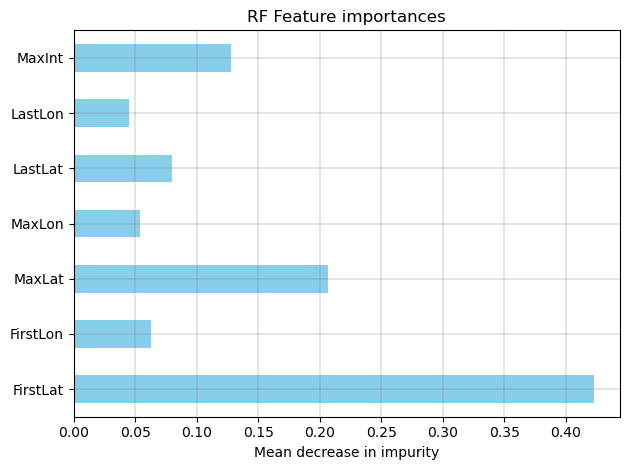 RF Feature importances
MaxInt
LastLon
LastLat
MaxLon
MaxLat
FirstLon
FirstLat
0.00 0.05 0.10 0.15 0.20 0.25 0.30 0.35 0.40
Mean decrease in impurity